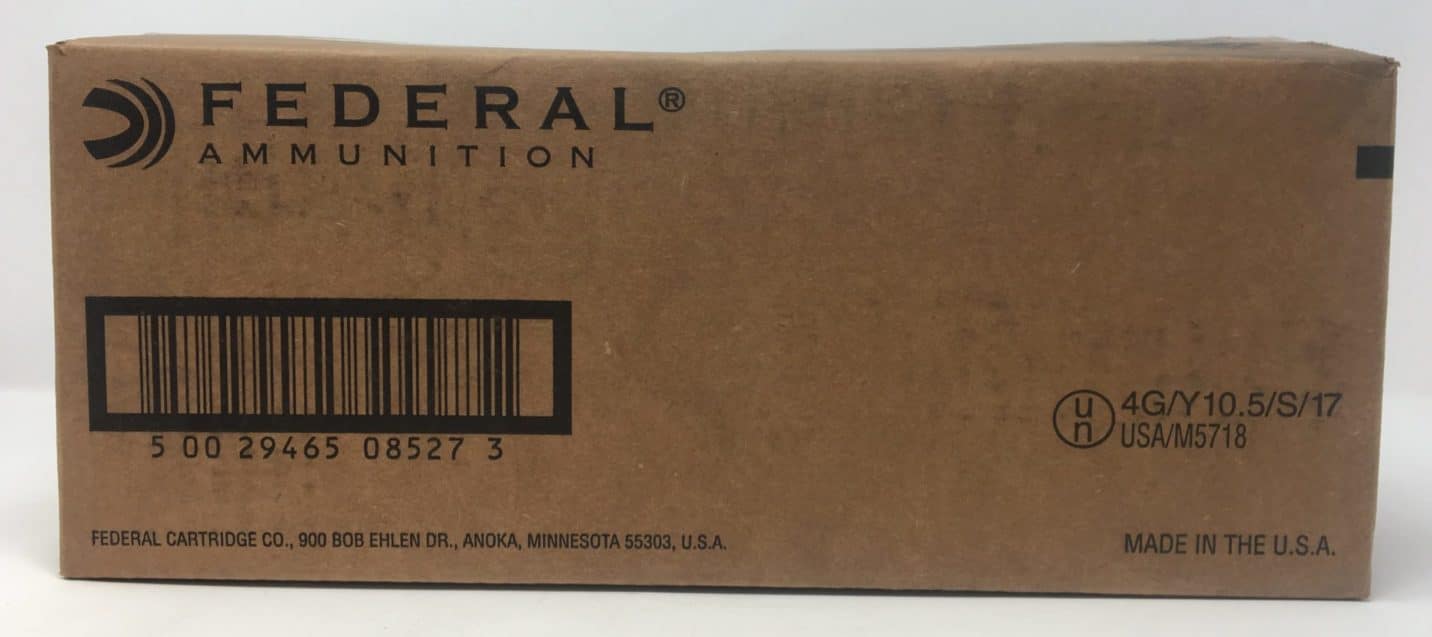 FEDERAL®
AMMUNITION
5 00 29465 08527 3
un 4G/Y10.5/S/17
USA/M5718
FEDERAL CARTRIDGE CO., 900 BOB EHLEN DR., ANOKA, MINNESOTA 55303, U.S.A.
MADE IN THE U.S.A.